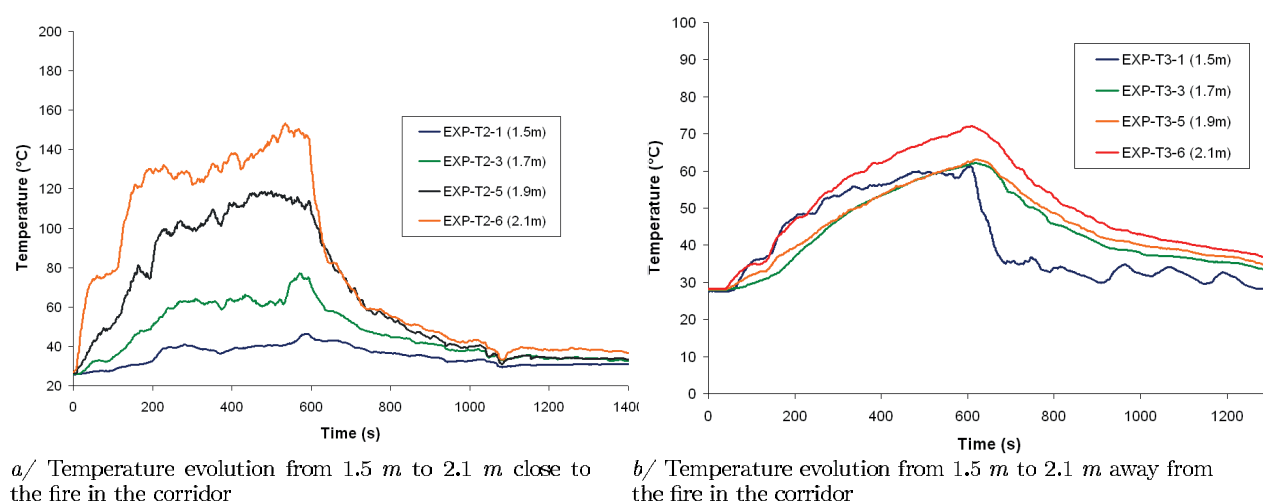 200
180
160
140
120
100
80
60
40
20
Temperature (°C)
EXP-T2-1 (1.5m)
EXP-T2-3 (1.7m)
EXP-T2-5 (1.9m)
EXP-T2-6 (2.1m)
0 200 400 600 800 1000 1200 1400
Time (s)
a/ Temperature evolution from 1.5 m to 2.1 m close to
the fire in the corridor
100
90
80
70
60
50
40
30
20
10
0
Temperature (°C)
EXP-T3-1 (1.5m)
EXP-T3-3 (1.7m)
EXP-T3-5 (1.9m)
EXP-T3-6 (2.1m)
0 200 400 600 800 1000 1200
Time (s)
b/ Temperature evolution from 1.5 m to 2.1 m away from
the fire in the corridor